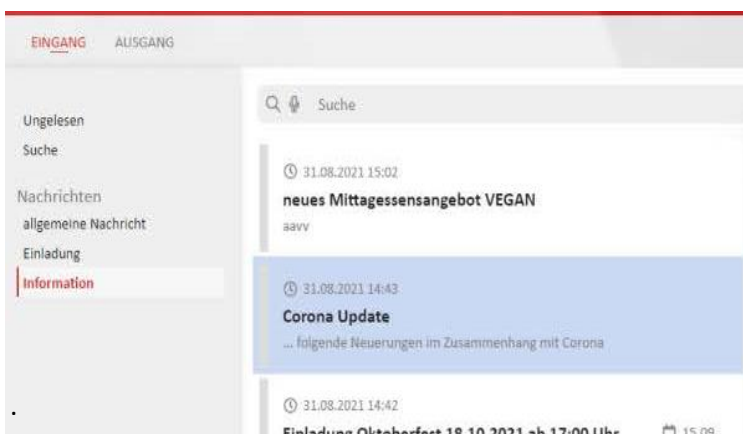 EINGANG AUSGANG
Ungelesen
Suche
Nachrichten
allgemeine Nachricht
Einladung
Information
Suche
31.08.2021 15:02
neues Mittagessensangebot VEGAN
aavv
31.08.2021 14:43
Corona Update
... folgende Neuerungen im Zusammenhang mit Corona
31.08.2021 14:42
Einladung Oktoberfest 18.10.2021 ab 17:00 Uhr 15.09
.